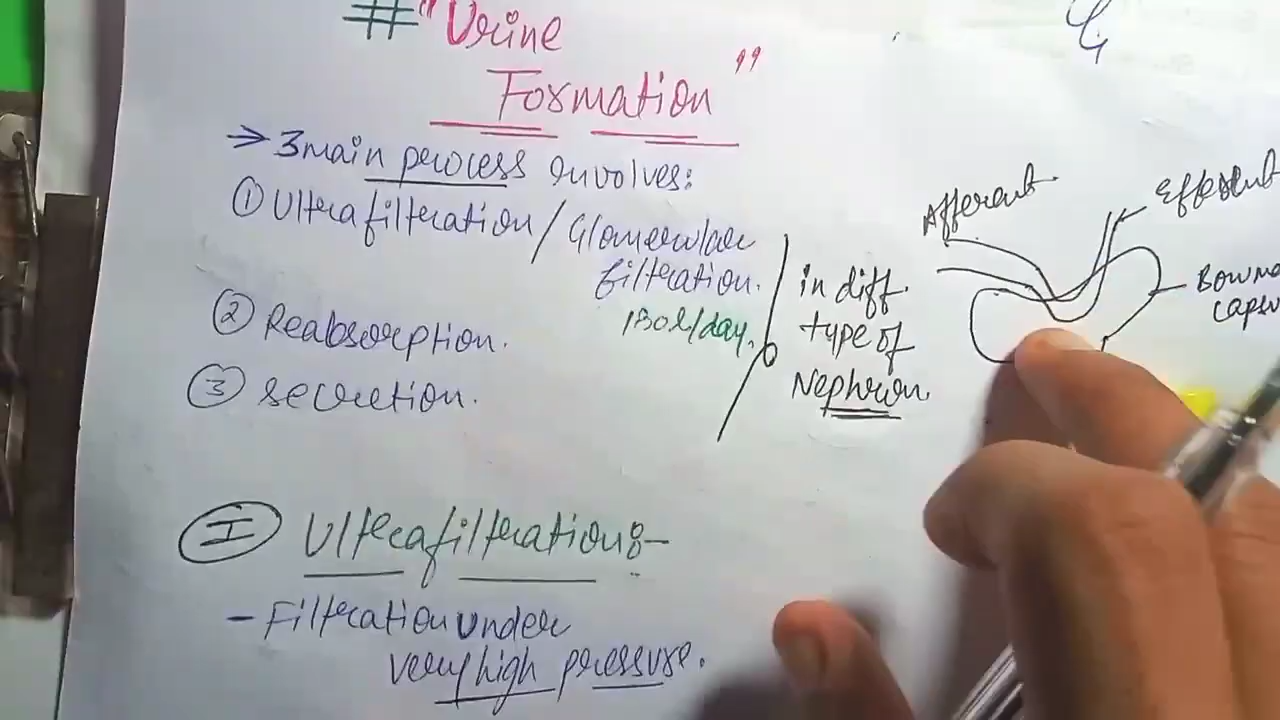 # "Urine
Formation"
→ 3 main process involves:
① Ultrafiltration / Glomerular
filtration.
180L/day.
② Reabsorption.
③ Secretion.
in diff.
type of
Nephron.
Afferent
Efferent
Bowma
capsu
Ⓘ Ultrafiltration:-
- Filtration under
very high pressure.